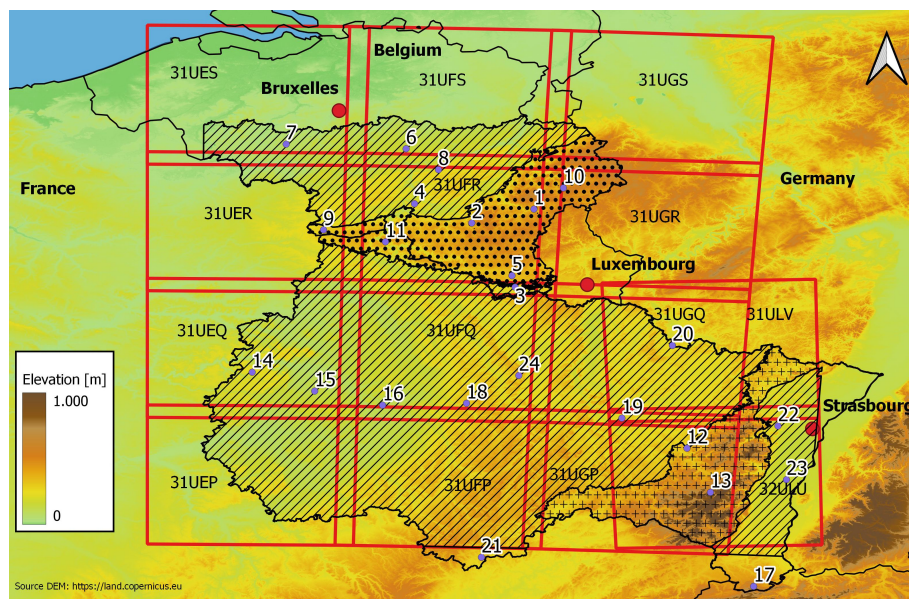 Belgium
31UES
31UFS
31UGS
Bruxelles
7
6
8
France
31UFR
10
Germany
4
1
31UER
9
2
31UGR
11
5
Luxembourg
3
31UEQ
31UFQ
31UGQ
31ULV
20
14
24
Elevation [m]
1.000
0
15
16
18
19
22
Strasbourg
12
31UEP
31UFP
31UGP
13
23
32ULU
21
17
Source DEM: https://land.copernicus.eu